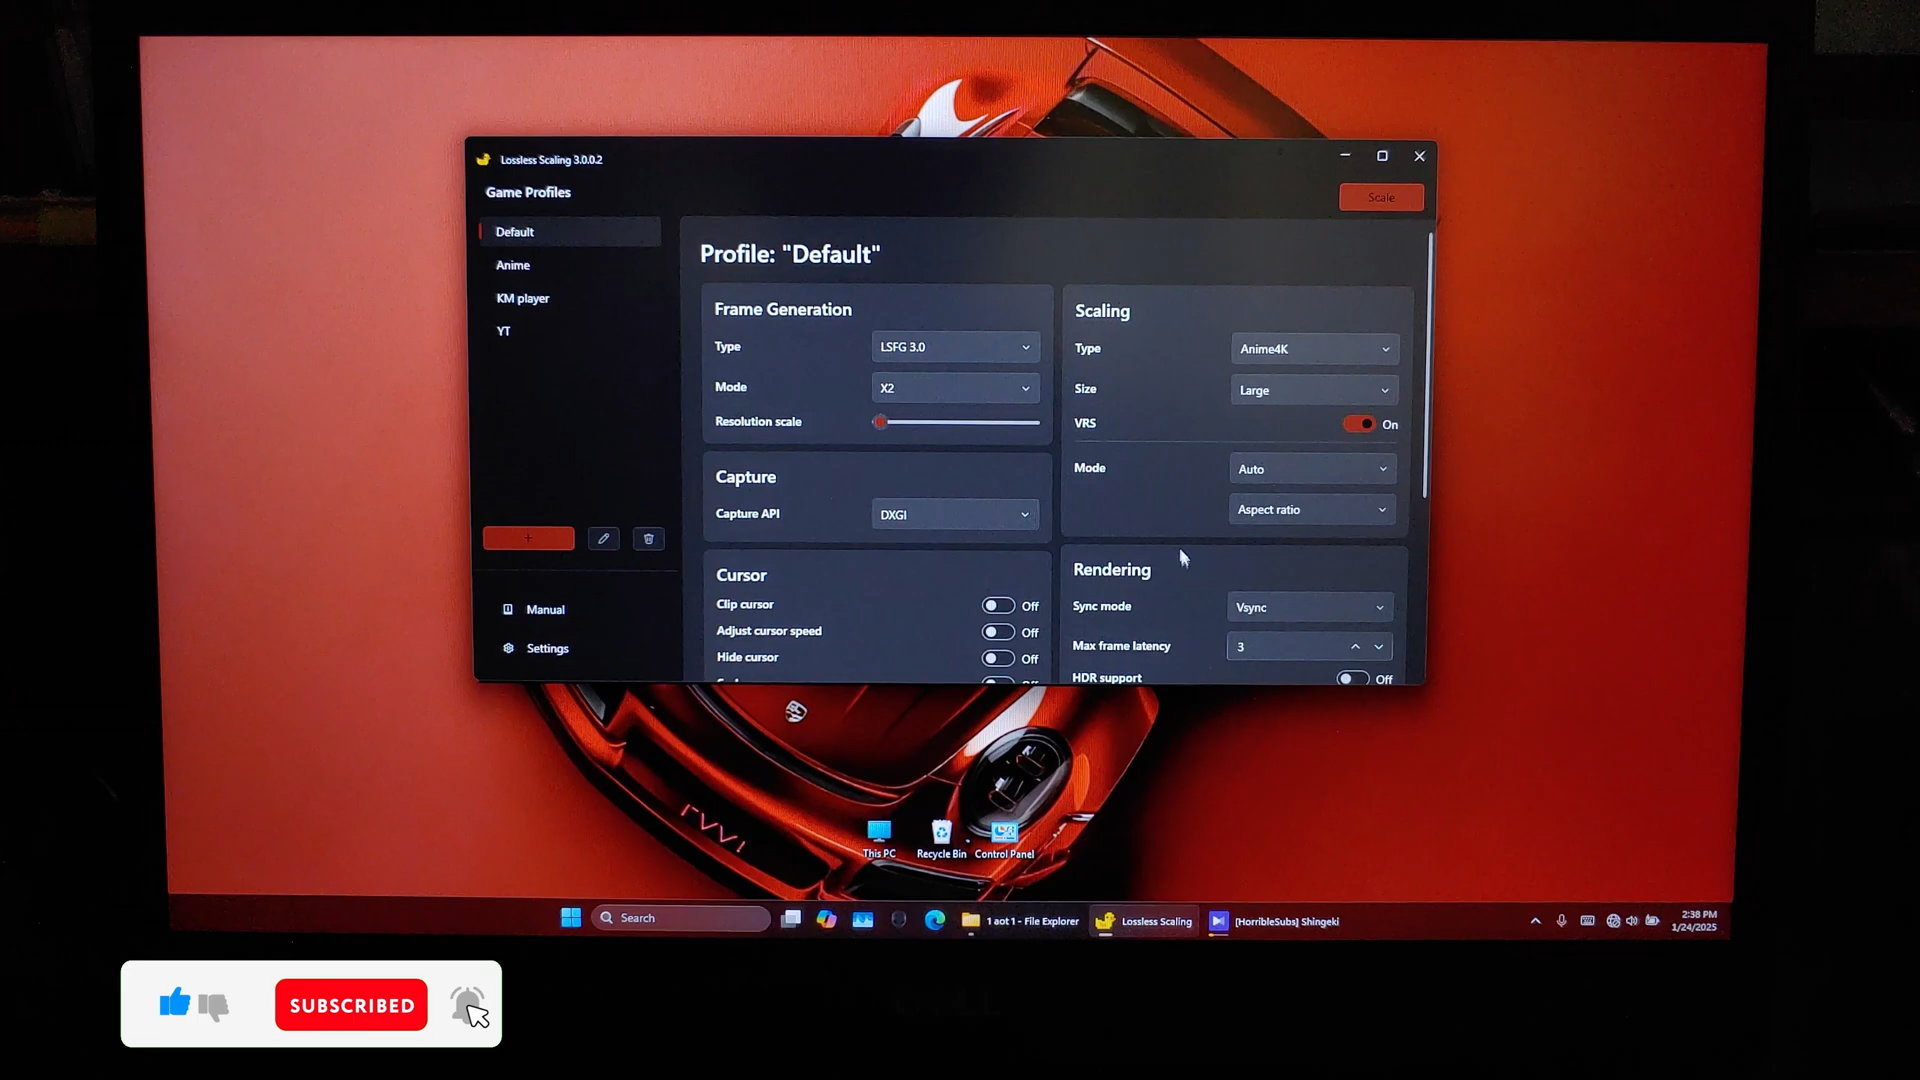 Lossless Scaling 3.0.0.2
Game Profiles
Scale
Default
Anime
KM player
YT
+
Manual
Settings
Profile: "Default"
Frame Generation
Type LSFG 3.0
Mode X2
Resolution scale
Capture
Capture API DXGI
Cursor
Clip cursor Off
Adjust cursor speed Off
Hide cursor Off
Scaling
Type Anime4K
Size Large
VRS On
Mode Auto
Aspect ratio
Rendering
Sync mode Vsync
Max frame latency 3
HDR support Off
This PC
Recycle Bin
Control Panel
Search
1 aot 1 - File Explorer
Lossless Scaling
[HorribleSubs] Shingeki
2:38 PM
1/24/2025
SUBSCRIBED